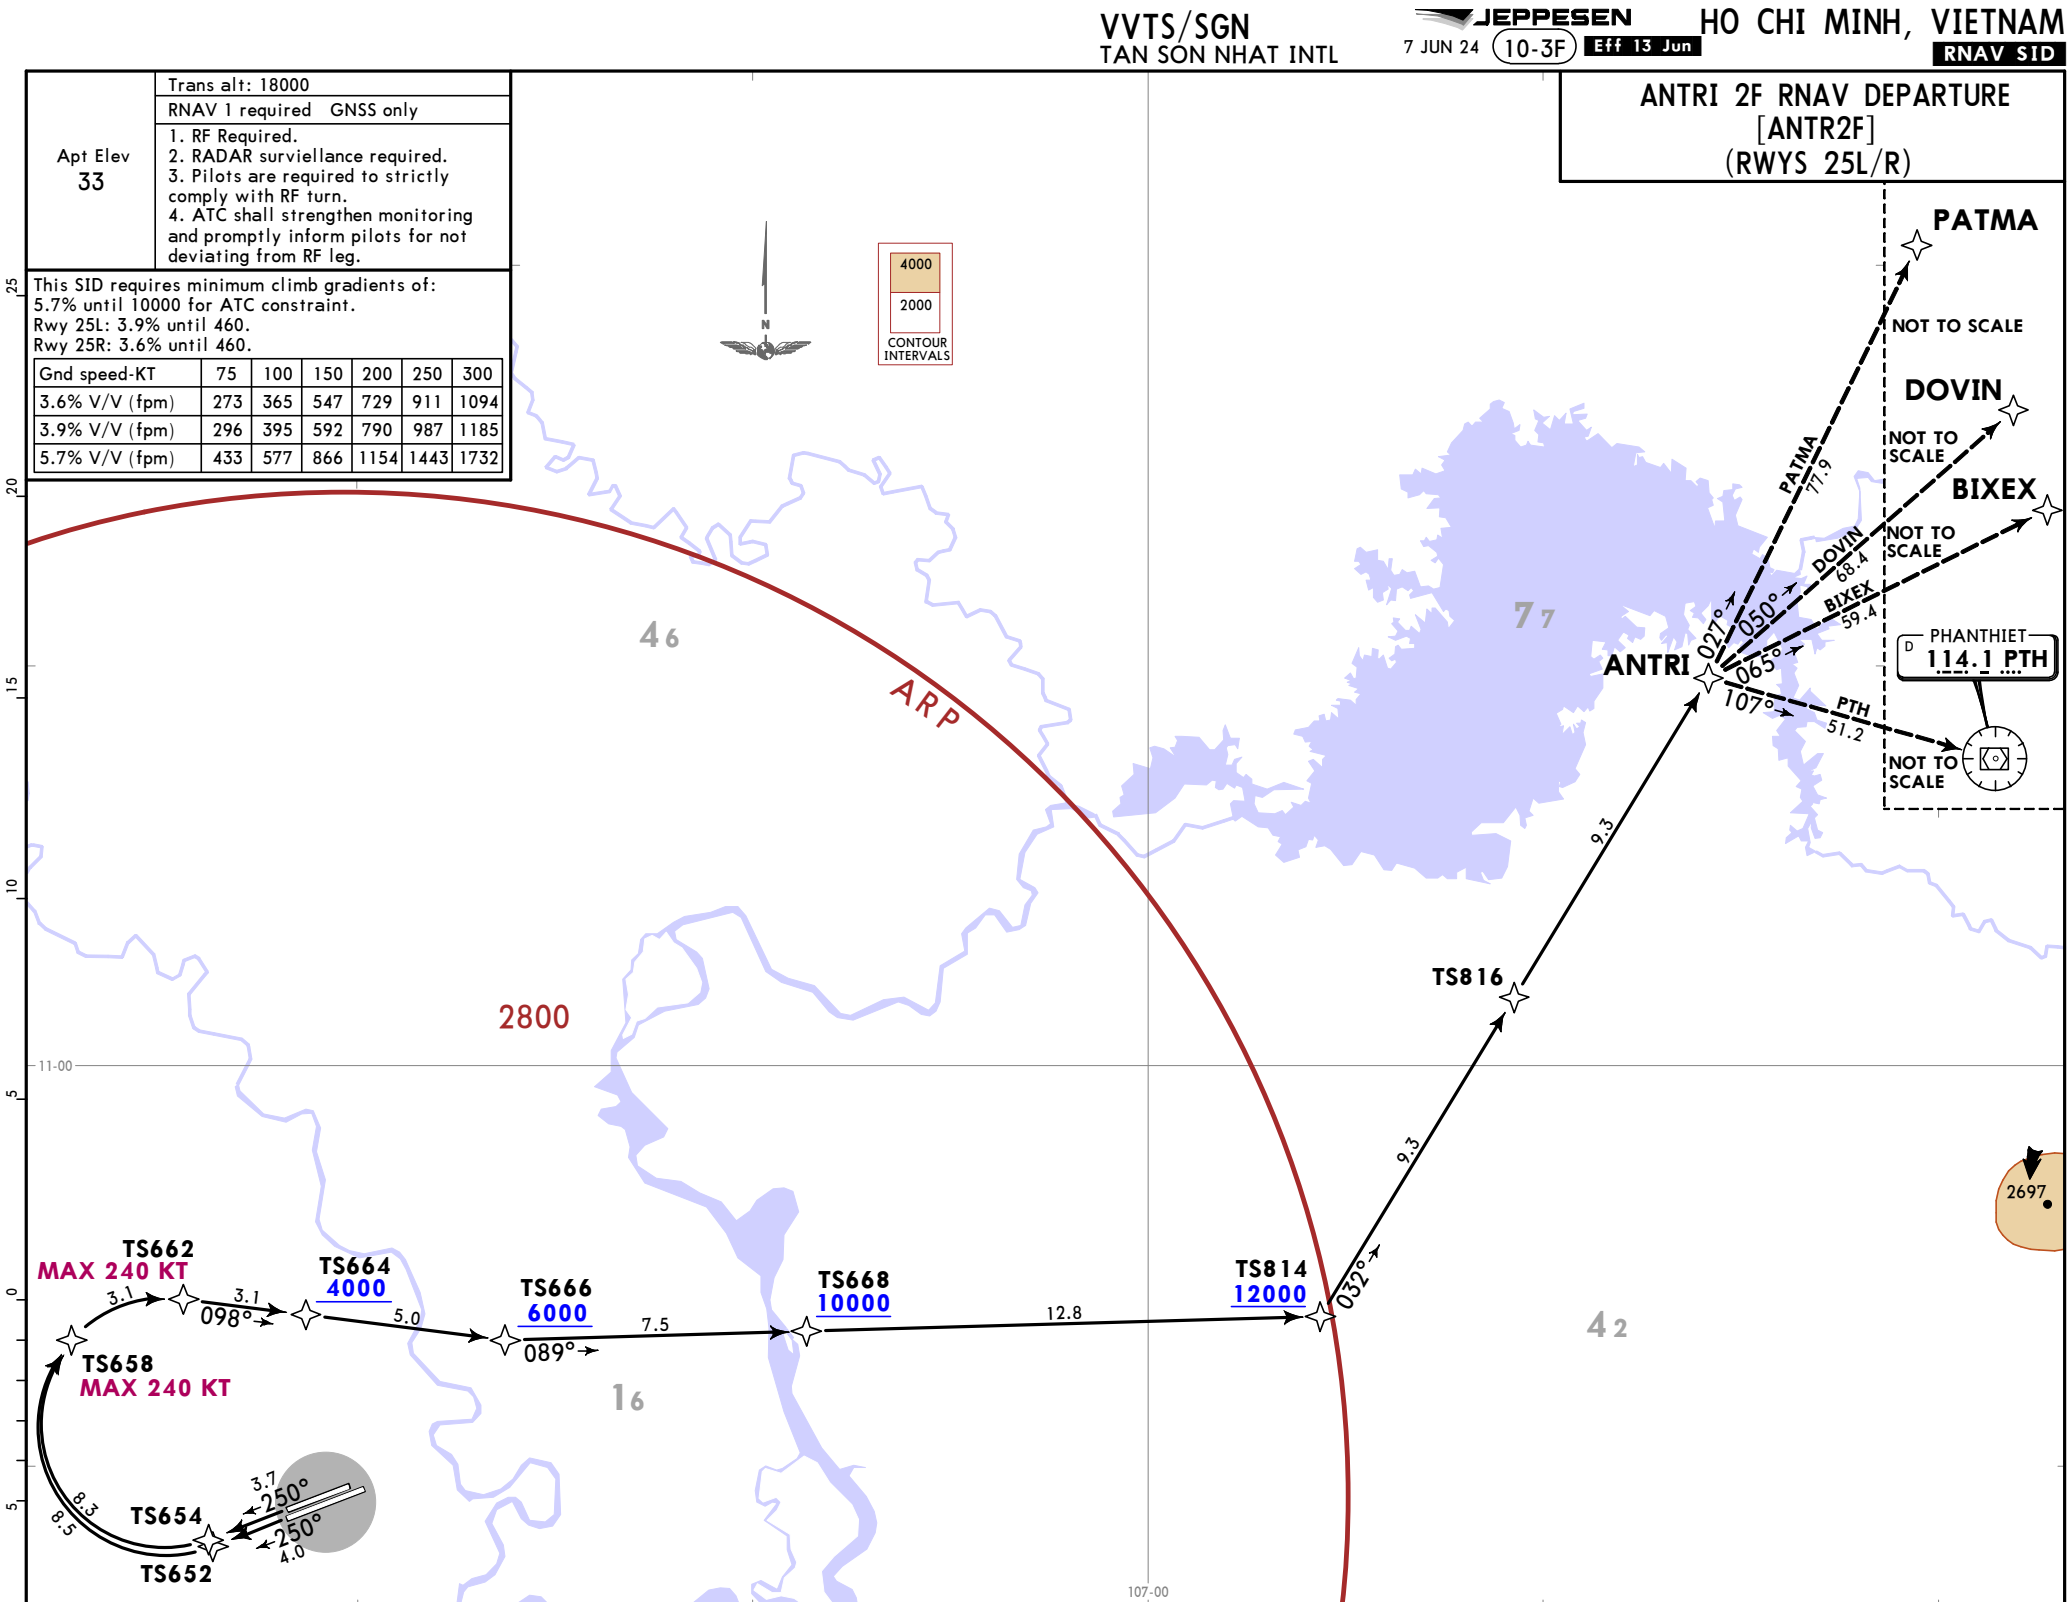 VVTS/SGN
TAN SON NHAT INTL
JEPPESEN
7 JUN 24
10-3F
Eff 13 Jun
HO CHI MINH, VIETNAM
RNAV SID
Apt Elev
33
Trans alt: 18000
RNAV 1 required GNSS only
1. RF Required.
2. RADAR surviellance required.
3. Pilots are required to strictly
comply with RF turn.
4. ATC shall strengthen monitoring
and promptly inform pilots for not
deviating from RF leg.
This SID requires minimum climb gradients of:
5.7% until 10000 for ATC constraint.
Rwy 25L: 3.9% until 460.
Rwy 25R: 3.6% until 460.
Gnd speed-KT 75 100 150 200 250 300
3.6% V/V (fpm) 273 365 547 729 911 1094
3.9% V/V (fpm) 296 395 592 790 987 1185
5.7% V/V (fpm) 433 577 866 1154 1443 1732
ANTRI 2F RNAV DEPARTURE
[ANTR2F]
(RWYS 25L/R)
N
4000
2000
CONTOUR
INTERVALS
PATMA
NOT TO SCALE
DOVIN
NOT TO
SCALE
BIXEX
NOT TO
SCALE
PATMA
77.9
DOVIN
68.4
BIXEX
59.4
027°
050°
065°
107°
PTH
51.2
PHANTHIET
D
114.1 PTH
NOT TO
SCALE
ANTRI
77
46
ARP
9.3
TS816
2800
11-00
9.3
2697
032°
TS662
MAX 240 KT
3.1
3.1
098°
TS664
4000
5.0
TS666
6000
089°
7.5
TS668
10000
12.8
TS814
12000
42
16
TS658
MAX 240 KT
8.3
8.5
3.7
250°
250°
4.0
TS654
TS652
107-00
25
20
15
10
5
0
5